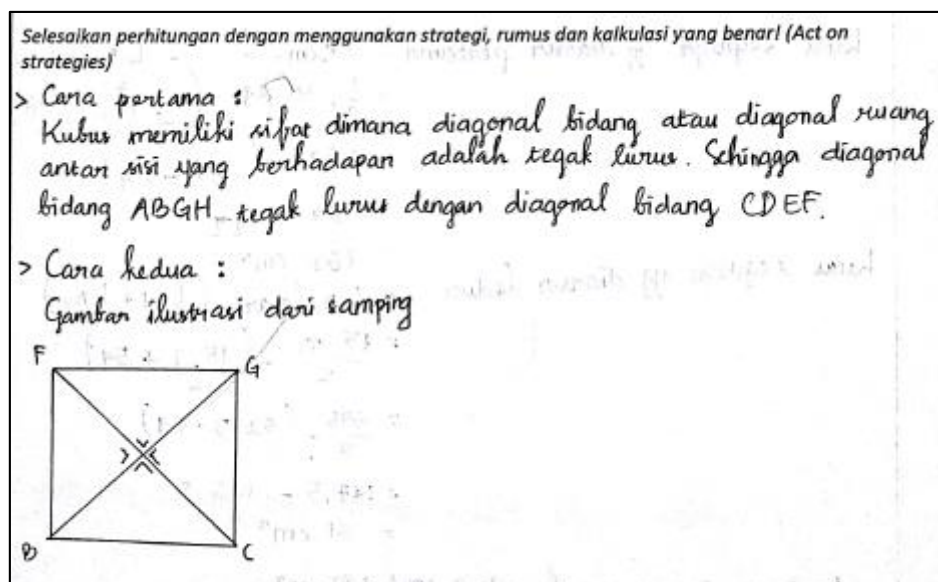 Selesaikan perhitungan dengan menggunakan strategi, rumus dan kalkulasi yang benar! (Act on
strategies)
> Cara pertama :
Kubus memiliki sifat dimana diagonal bidang atau diagonal ruang
antar sisi yang berhadapan adalah tegak lurus. Sehingga diagonal
bidang ABGH tegak lurus dengan diagonal bidang CDEF.
> Cara kedua :
Gambar ilustrasi dari samping
F
G
B
C